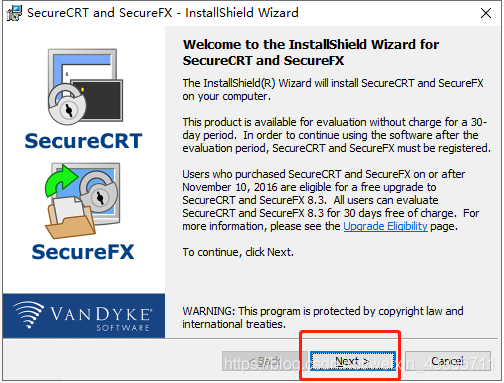 SecureCRT and SecureFX - InstallShield Wizard
Welcome to the InstallShield Wizard for
SecureCRT and SecureFX
The InstallShield(R) Wizard will install SecureCRT and SecureFX
on your computer.
This product is available for evaluation without charge for a 30-
day period. In order to continue using the software after the
evaluation period, SecureCRT and SecureFX must be registered.
Users who purchased SecureCRT and SecureFX on or after
November 10, 2016 are eligible for a free upgrade to
SecureCRT and SecureFX 8.3. All users can evaluate
SecureCRT and SecureFX 8.3 for 30 days free of charge. For
more information, please see the Upgrade Eligibility page.
To continue, click Next.
WARNING: This program is protected by copyright law and
international treaties.
SecureCRT
SecureFX
VANDYKE
SOFTWARE
< Back
Next >
Cancel